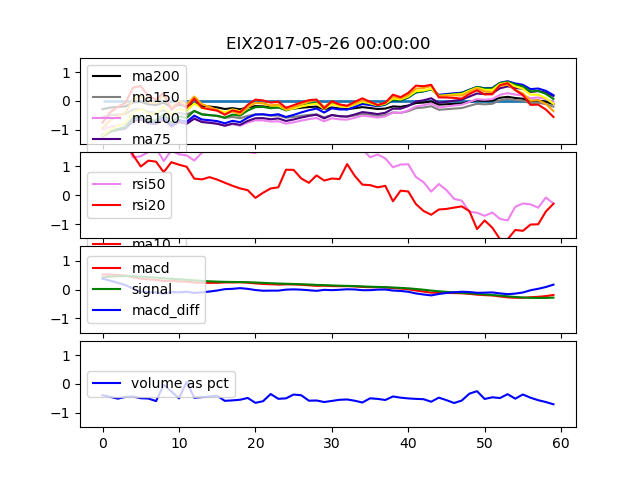 EIX2017-05-26 00:00:00
1
0
−1
ma200
ma150
ma100
ma75
1
0
−1
rsi50
rsi20
ma10
1
0
−1
macd
signal
macd_diff
1
0
−1
volume as pct
0 10 20 30 40 50 60